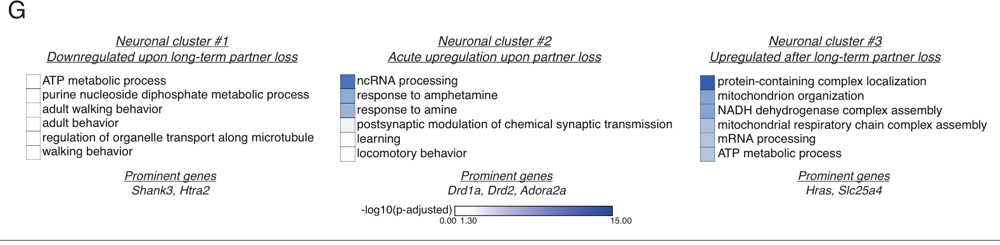 G
Neuronal cluster #1
Downregulated upon long-term partner loss
ATP metabolic process
purine nucleoside diphosphate metabolic process
adult walking behavior
adult behavior
regulation of organelle transport along microtubule
walking behavior
Prominent genes
Shank3, Htra2
Neuronal cluster #2
Acute upregulation upon partner loss
ncRNA processing
response to amphetamine
response to amine
postsynaptic modulation of chemical synaptic transmission
learning
locomotory behavior
Prominent genes
Drd1a, Drd2, Adora2a
Neuronal cluster #3
Upregulated after long-term partner loss
protein-containing complex localization
mitochondrion organization
NADH dehydrogenase complex assembly
mitochondrial respiratory chain complex assembly
mRNA processing
ATP metabolic process
Prominent genes
Hras, Slc25a4
-log10(p-adjusted)
0.00 1.30 15.00